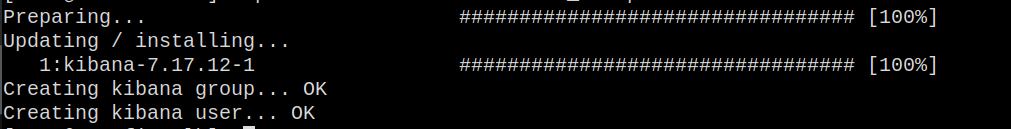 Preparing...                          ################################# [100%]
Updating / installing...
   1:kibana-7.17.12-1                 ################################# [100%]
Creating kibana group... OK
Creating kibana user... OK